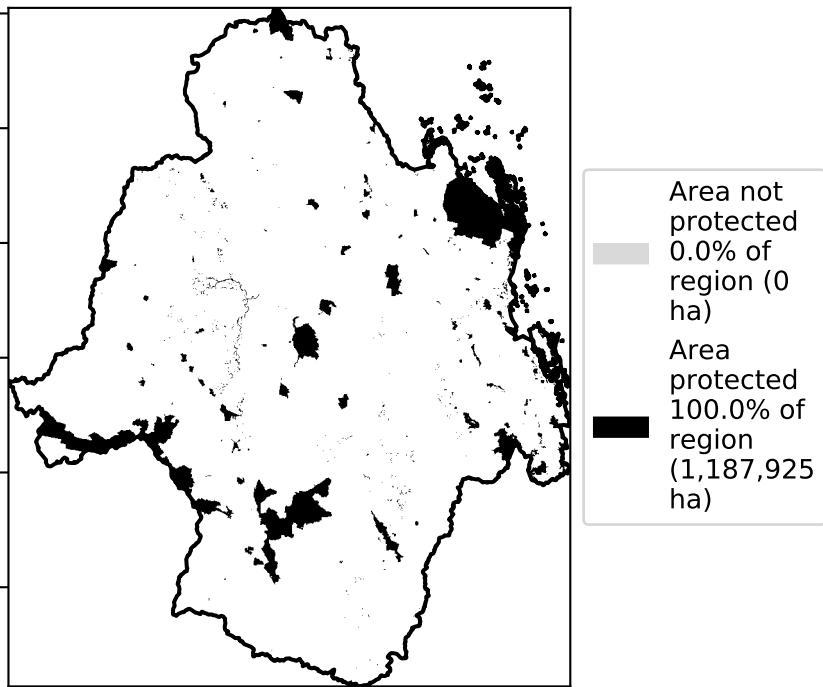 Area not
protected
0.0% of
region (0
ha)
Area
protected
100.0% of
region
(1,187,925
ha)